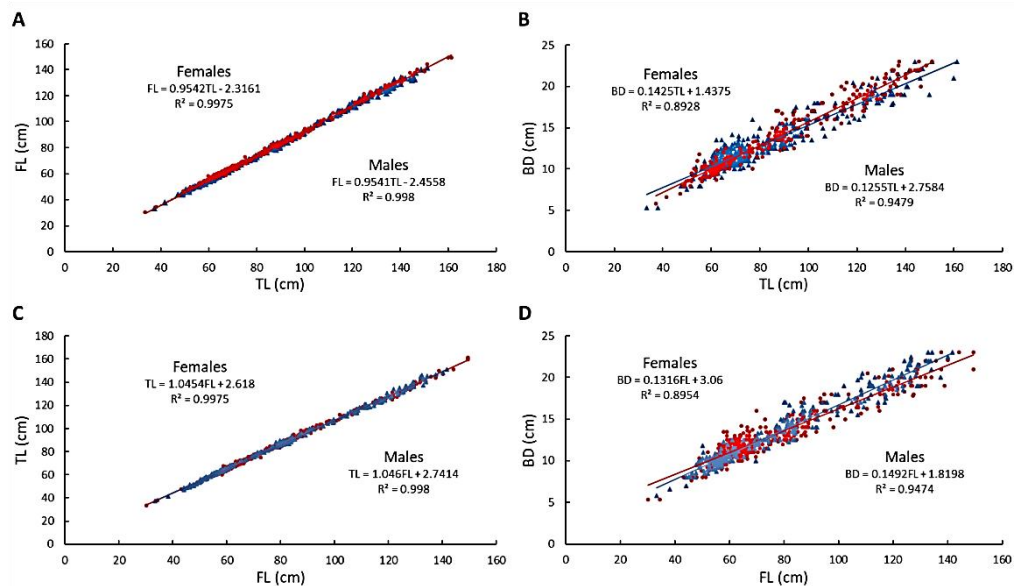 A
FL (cm)
160
140
120
100
80
60
40
20
0
Females
FL = 0.9542TL - 2.3161
R² = 0.9975
Males
FL = 0.9541TL - 2.4558
R² = 0.998
0 20 40 60 80 100 120 140 160 180
TL (cm)
B
BD (cm)
25
20
15
10
5
0
Females
BD = 0.1425TL + 1.4375
R² = 0.8928
Males
BD = 0.1255TL + 2.7584
R² = 0.9479
0 20 40 60 80 100 120 140 160 180
TL (cm)
C
TL (cm)
180
160
140
120
100
80
60
40
20
0
Females
TL = 1.0454FL + 2.618
R² = 0.9975
Males
TL = 1.046FL + 2.7414
R² = 0.998
0 20 40 60 80 100 120 140 160
FL (cm)
D
BD (cm)
25
20
15
10
5
0
Females
BD = 0.1316FL + 3.06
R² = 0.8954
Males
BD = 0.1492FL + 1.8198
R² = 0.9474
0 20 40 60 80 100 120 140 160
FL (cm)